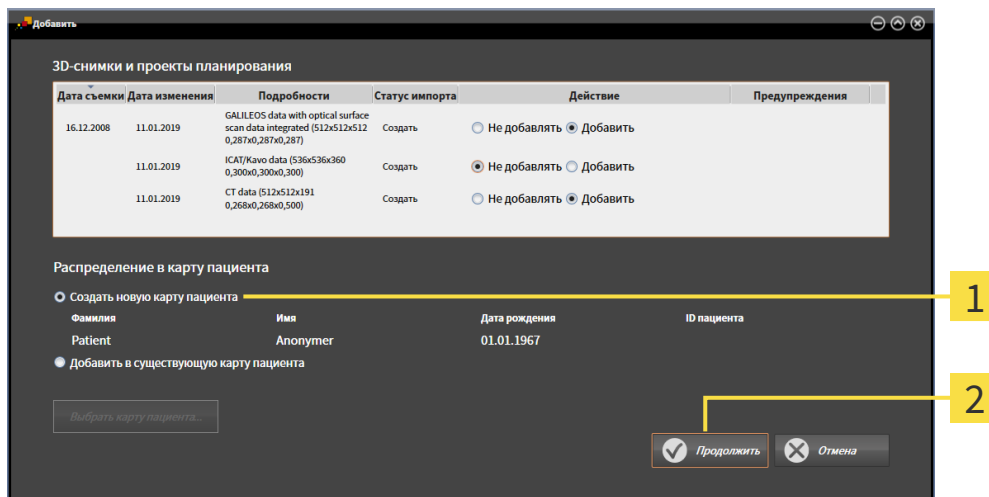 Добавить
3D-снимки и проекты планирования
Дата съемки Дата изменения Подробности Статус импорта Действие Предупреждения
GALILEOS data with optical surface
16.12.2008 11.01.2019 scan data integrated (512x512x512 Создать Не добавлять Добавить
0,287x0,287x0,287)
ICAT/Kavo data (536x536x360
11.01.2019 0,300x0,300x0,300) Создать Не добавлять Добавить
CT data (512x512x191
11.01.2019 0,268x0,268x0,500) Создать Не добавлять Добавить
Распределение в карту пациента
Создать новую карту пациента 1
Фамилия Имя Дата рождения ID пациента
Patient Anonymer 01.01.1967
Добавить в существующую карту пациента
Выбрать карту пациента... 2
Продолжить Отмена